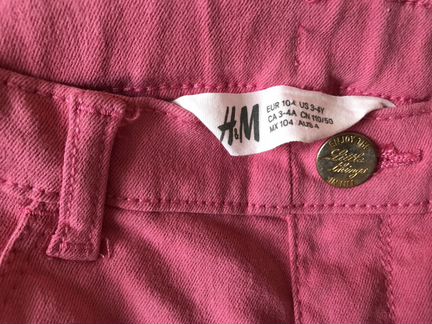 H&M
EUR 104 US 3-4Y
CA 3-4A CN 110/50
MX 104 AUS 4
ENJOY THE
Little
things